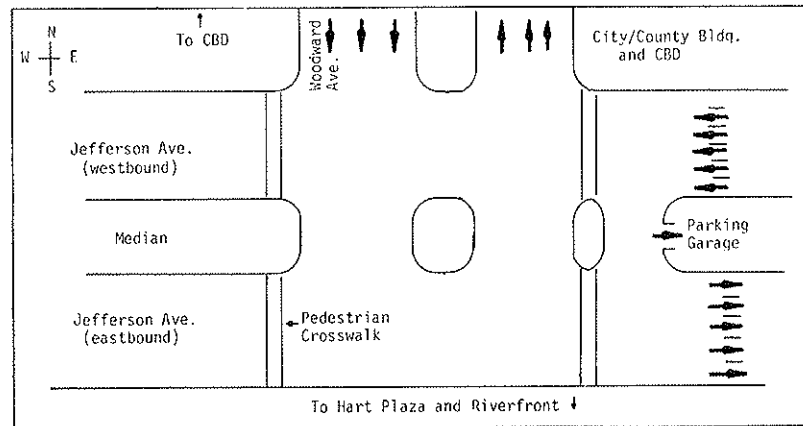 N
W E
S
To CBD
Woodward
Ave.
City/County Bldg.
and CBD
Jefferson Ave.
(westbound)
Median
Parking
Garage
Jefferson Ave.
(eastbound)
Pedestrian
Crosswalk
To Hart Plaza and Riverfront